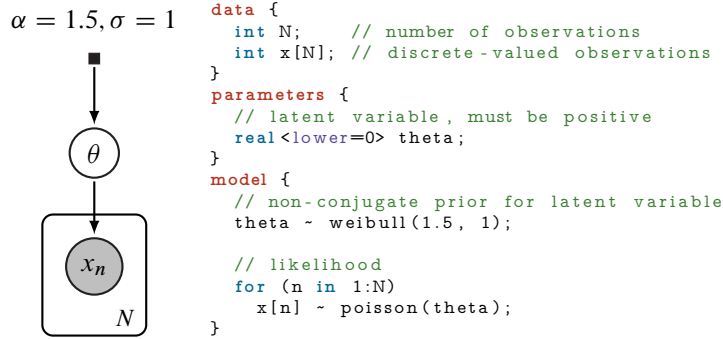 α = 1.5, σ = 1
θ
xn
N
data {
  int N;     // number of observations
  int x[N]; // discrete-valued observations
}
parameters {
  // latent variable, must be positive
  real<lower=0> theta;
}
model {
  // non-conjugate prior for latent variable
  theta ~ weibull(1.5, 1);

  // likelihood
  for (n in 1:N)
    x[n] ~ poisson(theta);
}